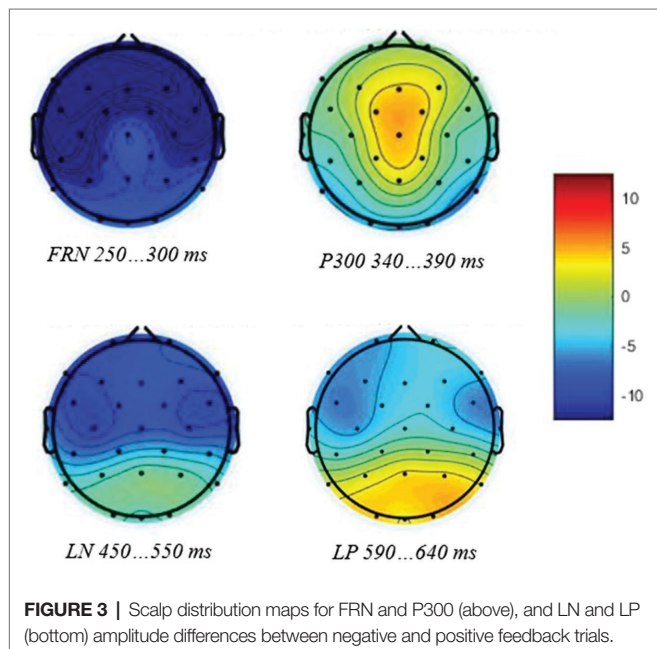 FRN 250...300 ms
P300 340...390 ms
10
5
0
-5
-10
LN 450...550 ms
LP 590...640 ms
FIGURE 3 | Scalp distribution maps for FRN and P300 (above), and LN and LP
(bottom) amplitude differences between negative and positive feedback trials.